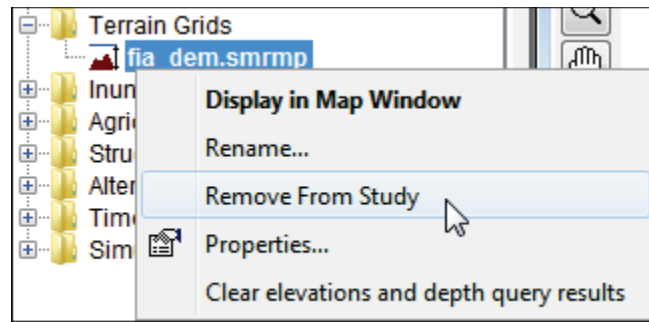 Terrain Grids
fia_dem.smrmp
Inun
Agri
Stru
Alter
Tim
Sim
Display in Map Window
Rename...
Remove From Study
Properties...
Clear elevations and depth query results